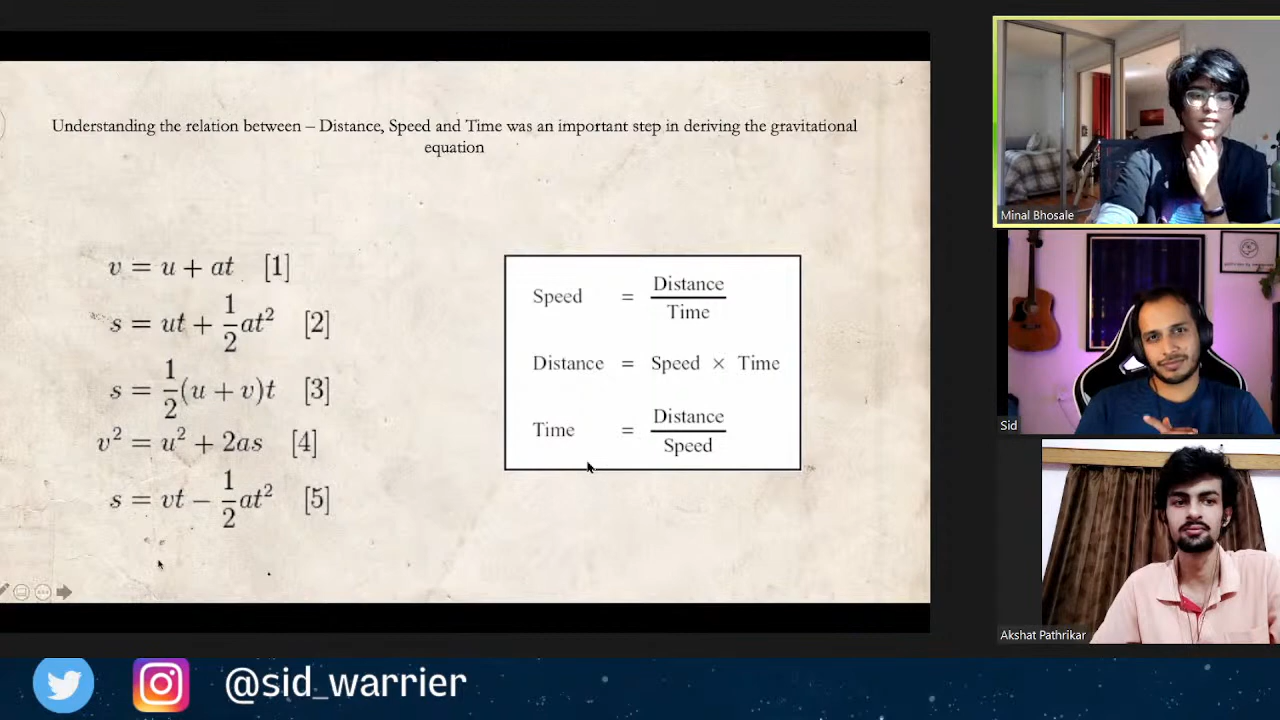 Understanding the relation between – Distance, Speed and Time was an important step in deriving the gravitational
equation
v = u + at [1]
s = ut + 1/2 at² [2]
s = 1/2 (u + v)t [3]
v² = u² + 2as [4]
s = vt − 1/2 at² [5]
Speed = Distance / Time
Distance = Speed × Time
Time = Distance / Speed
Minal Bhosale
Sid
Akshat Pathrikar
@sid_warrier